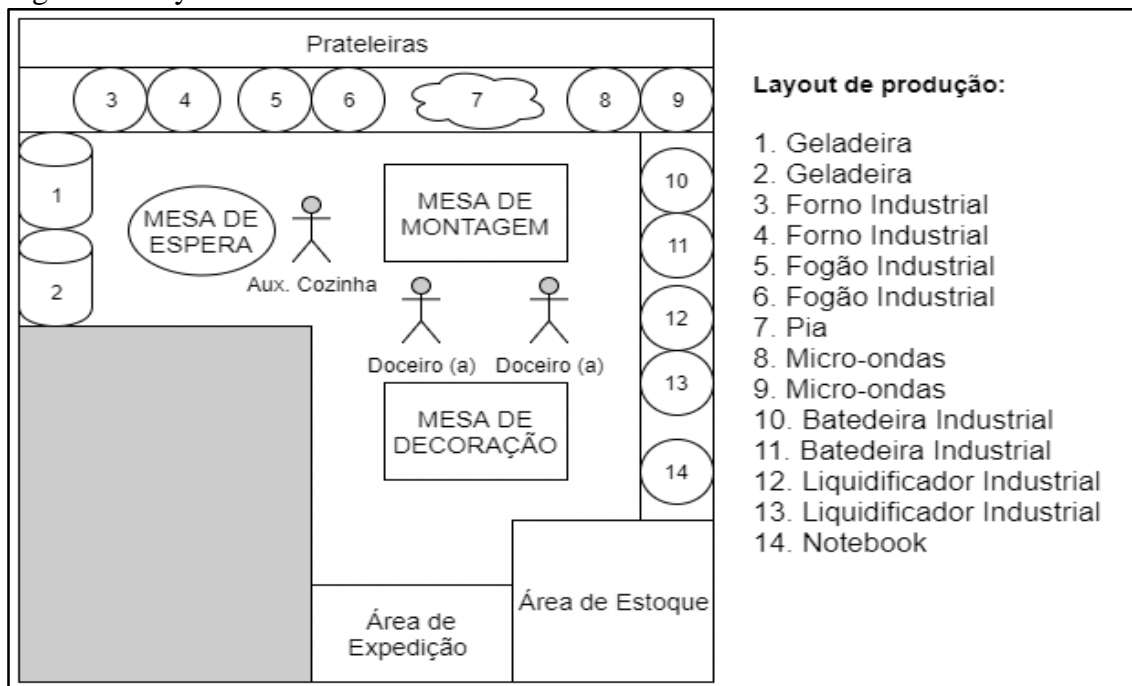 Prateleiras
3
4
5
6
7
8
9
1
2
MESA DE
ESPERA
Aux. Cozinha
MESA DE
MONTAGEM
10
11
12
13
14
Doceiro (a)
Doceiro (a)
MESA DE
DECORAÇÃO
Área de
Expedição
Área de Estoque
Layout de produção:
1. Geladeira
2. Geladeira
3. Forno Industrial
4. Forno Industrial
5. Fogão Industrial
6. Fogão Industrial
7. Pia
8. Micro-ondas
9. Micro-ondas
10. Batedeira Industrial
11. Batedeira Industrial
12. Liquidificador Industrial
13. Liquidificador Industrial
14. Notebook